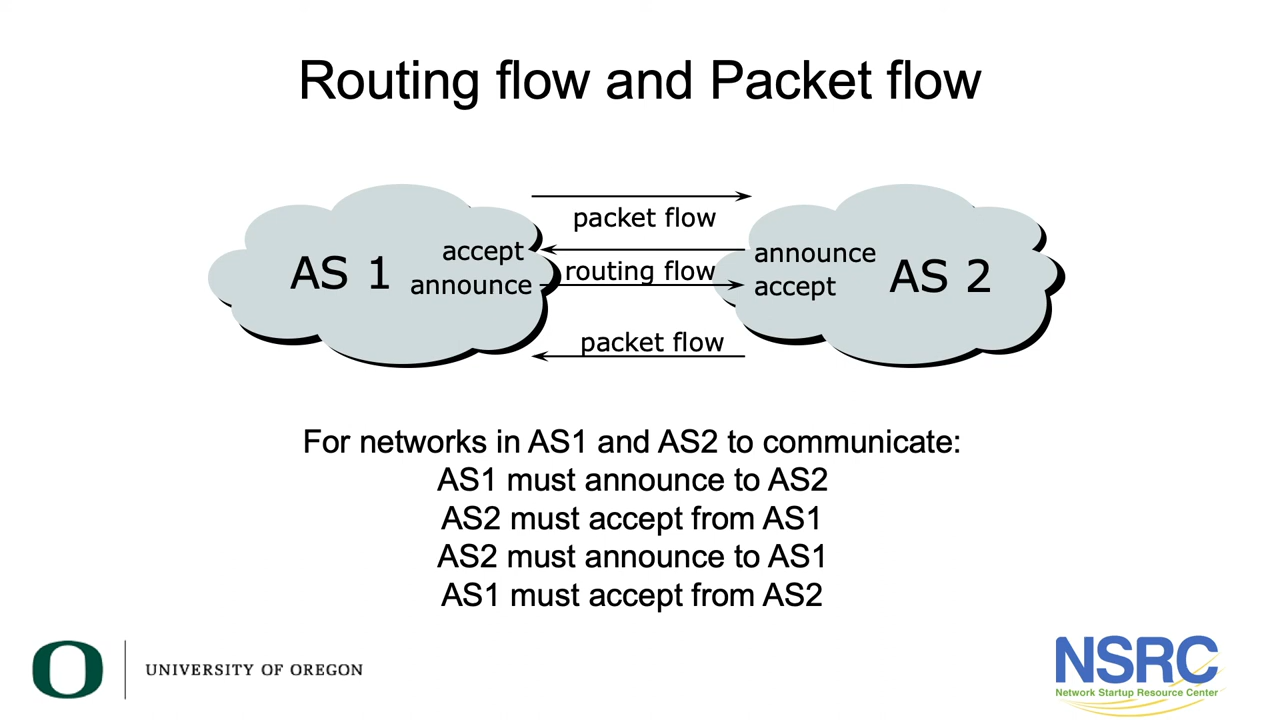 Routing flow and Packet flow
packet flow
accept
announce
AS 1
routing flow
announce
AS 2
announce
accept
packet flow
For networks in AS1 and AS2 to communicate:
AS1 must announce to AS2
AS2 must accept from AS1
AS2 must announce to AS1
AS1 must accept from AS2
UNIVERSITY OF OREGON
NSRC
Network Startup Resource Center